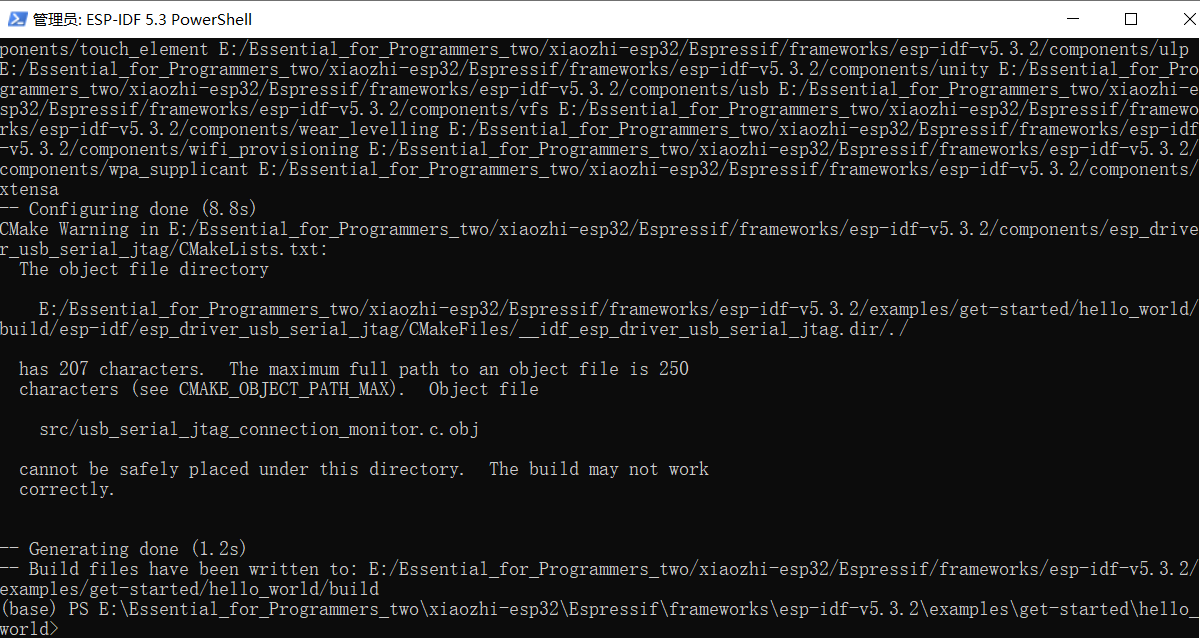 管理员: ESP-IDF 5.3 PowerShell
ponents/touch_element E:/Essential_for_Programmers_two/xiaozhi-esp32/Espressif/frameworks/esp-idf-v5.3.2/components/ulp
E:/Essential_for_Programmers_two/xiaozhi-esp32/Espressif/frameworks/esp-idf-v5.3.2/components/unity E:/Essential_for_Pro
grammers_two/xiaozhi-esp32/Espressif/frameworks/esp-idf-v5.3.2/components/usb E:/Essential_for_Programmers_two/xiaozhi-e
sp32/Espressif/frameworks/esp-idf-v5.3.2/components/vfs E:/Essential_for_Programmers_two/xiaozhi-esp32/Espressif/framewo
rks/esp-idf-v5.3.2/components/wear_levelling E:/Essential_for_Programmers_two/xiaozhi-esp32/Espressif/frameworks/esp-idf
-v5.3.2/components/wifi_provisioning E:/Essential_for_Programmers_two/xiaozhi-esp32/Espressif/frameworks/esp-idf-v5.3.2/
components/wpa_supplicant E:/Essential_for_Programmers_two/xiaozhi-esp32/Espressif/frameworks/esp-idf-v5.3.2/components/
xtensa
-- Configuring done (8.8s)
CMake Warning in E:/Essential_for_Programmers_two/xiaozhi-esp32/Espressif/frameworks/esp-idf-v5.3.2/components/esp_drive
r_usb_serial_jtag/CMakeLists.txt:
The object file directory
E:/Essential_for_Programmers_two/xiaozhi-esp32/Espressif/frameworks/esp-idf-v5.3.2/examples/get-started/hello_world/
build/esp-idf/esp_driver_usb_serial_jtag/CMakeFiles/__idf_esp_driver_usb_serial_jtag.dir/./
has 207 characters.  The maximum full path to an object file is 250
characters (see CMAKE_OBJECT_PATH_MAX).  Object file
src/usb_serial_jtag_connection_monitor.c.obj
cannot be safely placed under this directory.  The build may not work
correctly.
-- Generating done (1.2s)
-- Build files have been written to: E:/Essential_for_Programmers_two/xiaozhi-esp32/Espressif/frameworks/esp-idf-v5.3.2/
examples/get-started/hello_world/build
(base) PS E:\Essential_for_Programmers_two\xiaozhi-esp32\Espressif\frameworks\esp-idf-v5.3.2\examples\get-started\hello_
world>